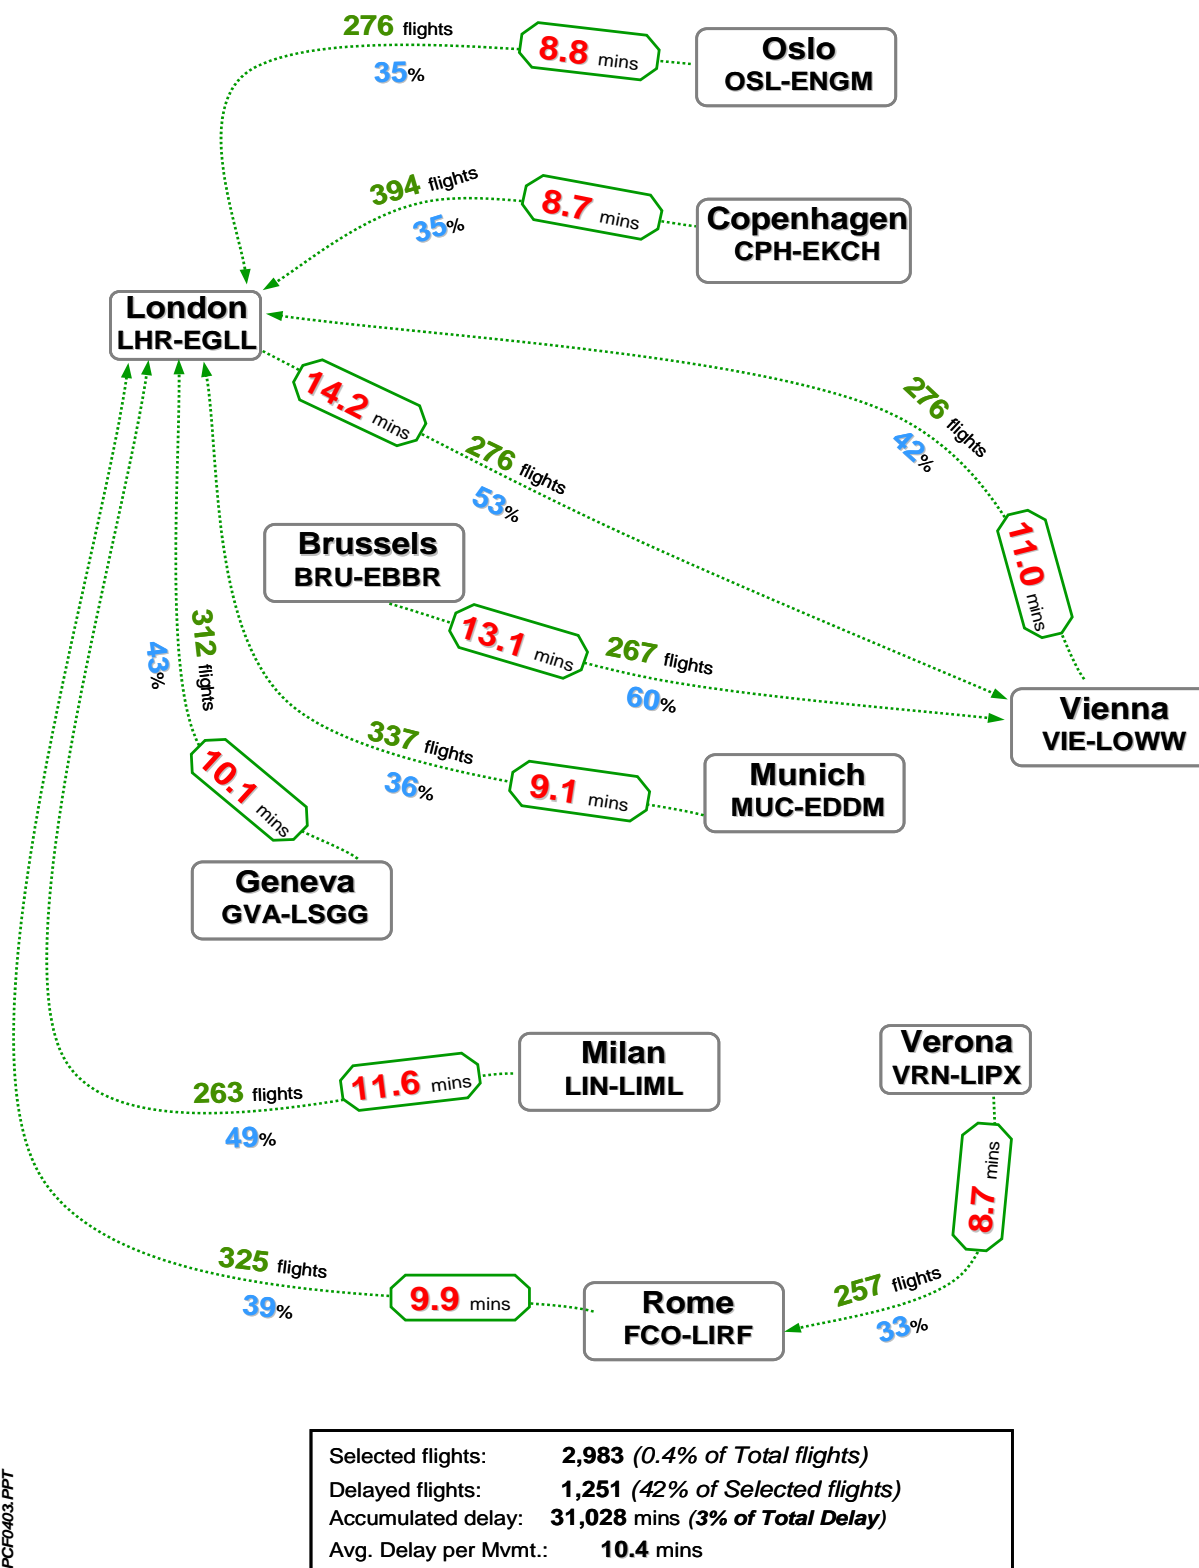 276 flights
35%
8.8 mins
Oslo
OSL-ENGM
394 flights
35%
8.7 mins
Copenhagen
CPH-EKCH
London
LHR-EGLL
14.2 mins
276 flights
53%
276 flights
42%
11.0 mins
Brussels
BRU-EBBR
13.1 mins
267 flights
60%
312 flights
43%
10.1 mins
337 flights
36%
9.1 mins
Munich
MUC-EDDM
Vienna
VIE-LOWW
Geneva
GVA-LSGG
263 flights
49%
11.6 mins
Milan
LIN-LIML
Verona
VRN-LIPX
8.7 mins
257 flights
33%
325 flights
39%
9.9 mins
Rome
FCO-LIRF
Selected flights: 2,983 (0.4% of Total flights)
Delayed flights: 1,251 (42% of Selected flights)
Accumulated delay: 31,028 mins (3% of Total Delay)
Avg. Delay per Mvmt.: 10.4 mins
PCF0403.PPT